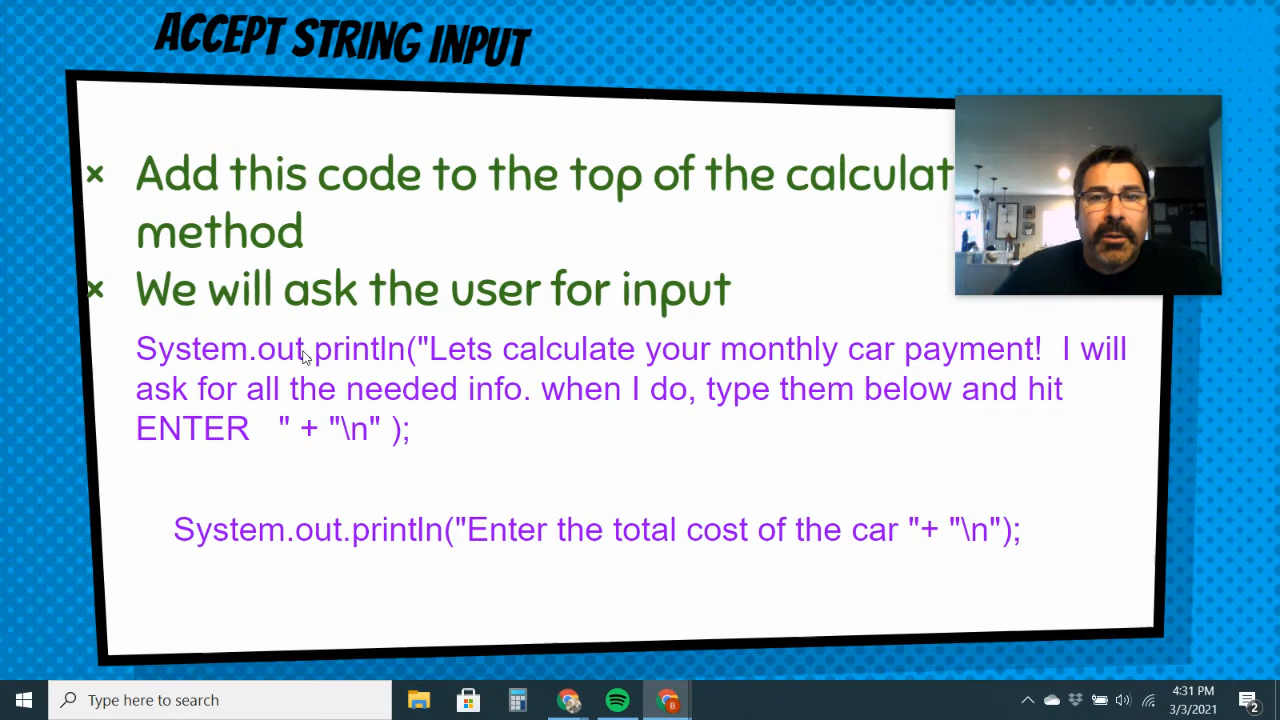 ACCEPT STRING INPUT
× Add this code to the top of the calculat
method
× We will ask the user for input
System.out.println("Lets calculate your monthly car payment!  I will
ask for all the needed info. when I do, type them below and hit
ENTER   " + "\n" );
System.out.println("Enter the total cost of the car "+ "\n");
Type here to search
4:31 PM
3/3/2021
2
B